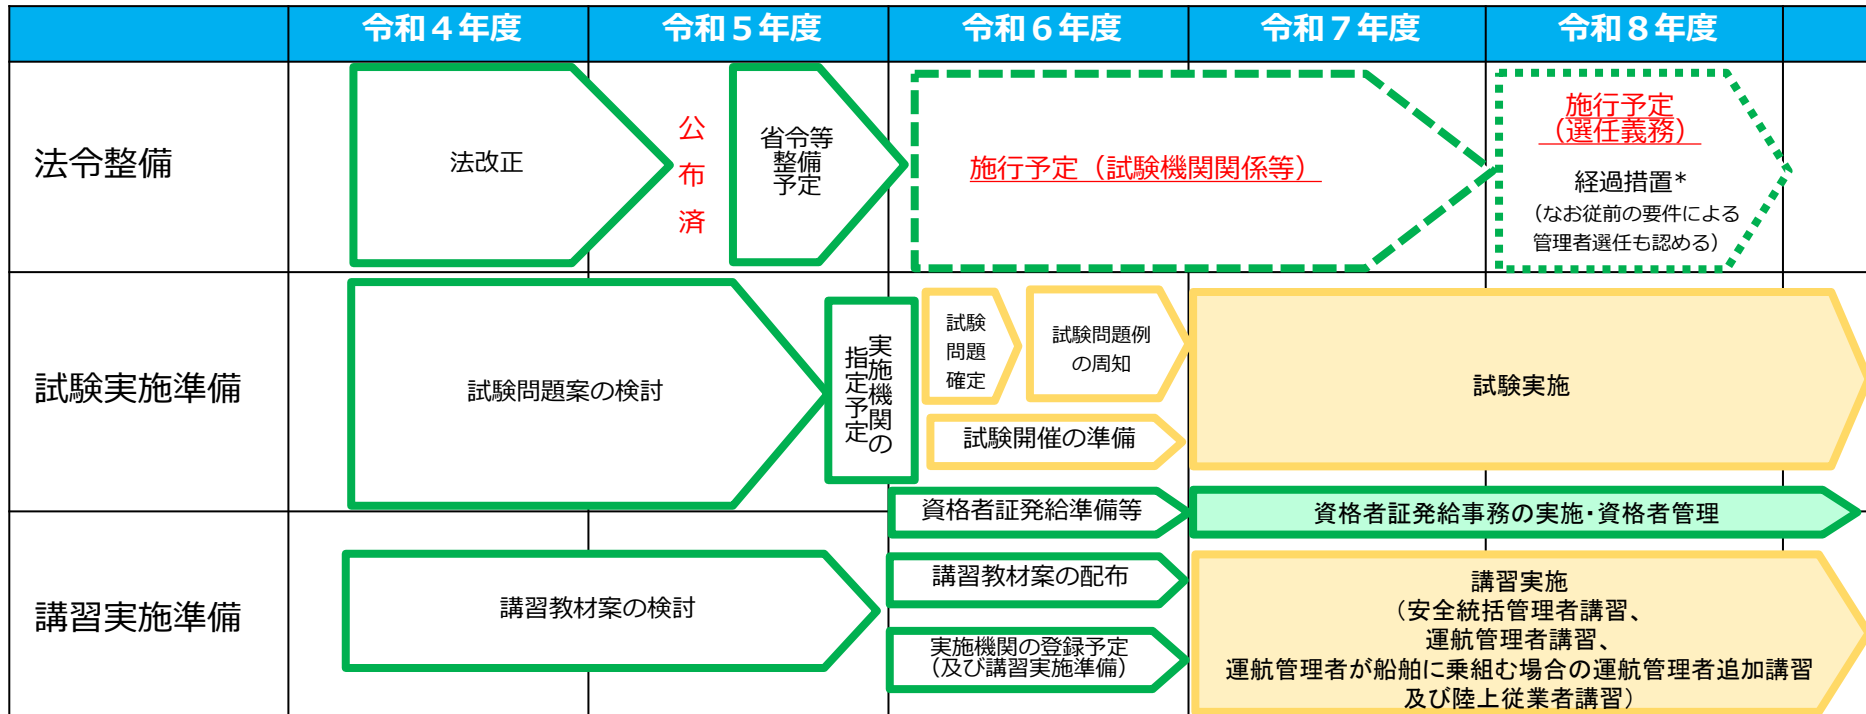 令和４年度
令和５年度
令和６年度
令和７年度
令和８年度
法令整備
法改正
公布済
省令等
整備
予定
施行予定（試験機関関係等）
施行予定
（選任義務）
経過措置*
（なお従前の要件による
管理者選任も認める）
試験実施準備
試験問題案の検討
実施機関の
指定予定
試験
問題
確定
試験問題例
の周知
試験開催の準備
試験実施
資格者証発給準備等
資格者証発給事務の実施・資格者管理
講習実施準備
講習教材案の検討
講習教材案の配布
実施機関の登録予定
（及び講習実施準備）
講習実施
（安全統括管理者講習、
運航管理者講習、
運航管理者が船舶に乗組む場合の運航管理者追加講習
及び陸上従業者講習）